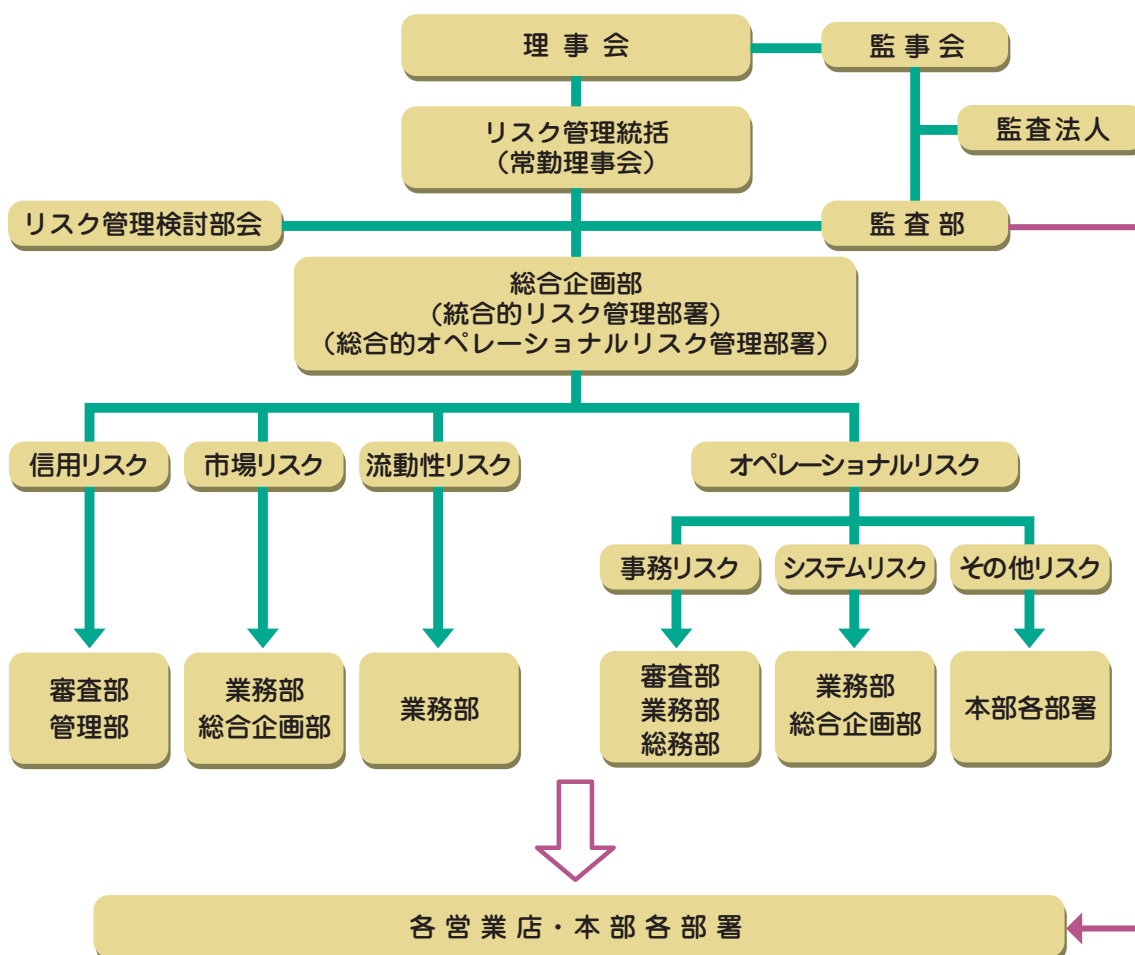 理事会
監事会
リスク管理統括
（常勤理事会）
監査法人
リスク管理検討部会
監査部
総合企画部
（統合的リスク管理部署）
（総合的オペレーショナルリスク管理部署）
信用リスク
市場リスク
流動性リスク
オペレーショナルリスク
事務リスク
システムリスク
その他リスク
審査部
管理部
業務部
総合企画部
業務部
審査部
業務部
総務部
業務部
総合企画部
本部各部署
各営業店・本部各部署